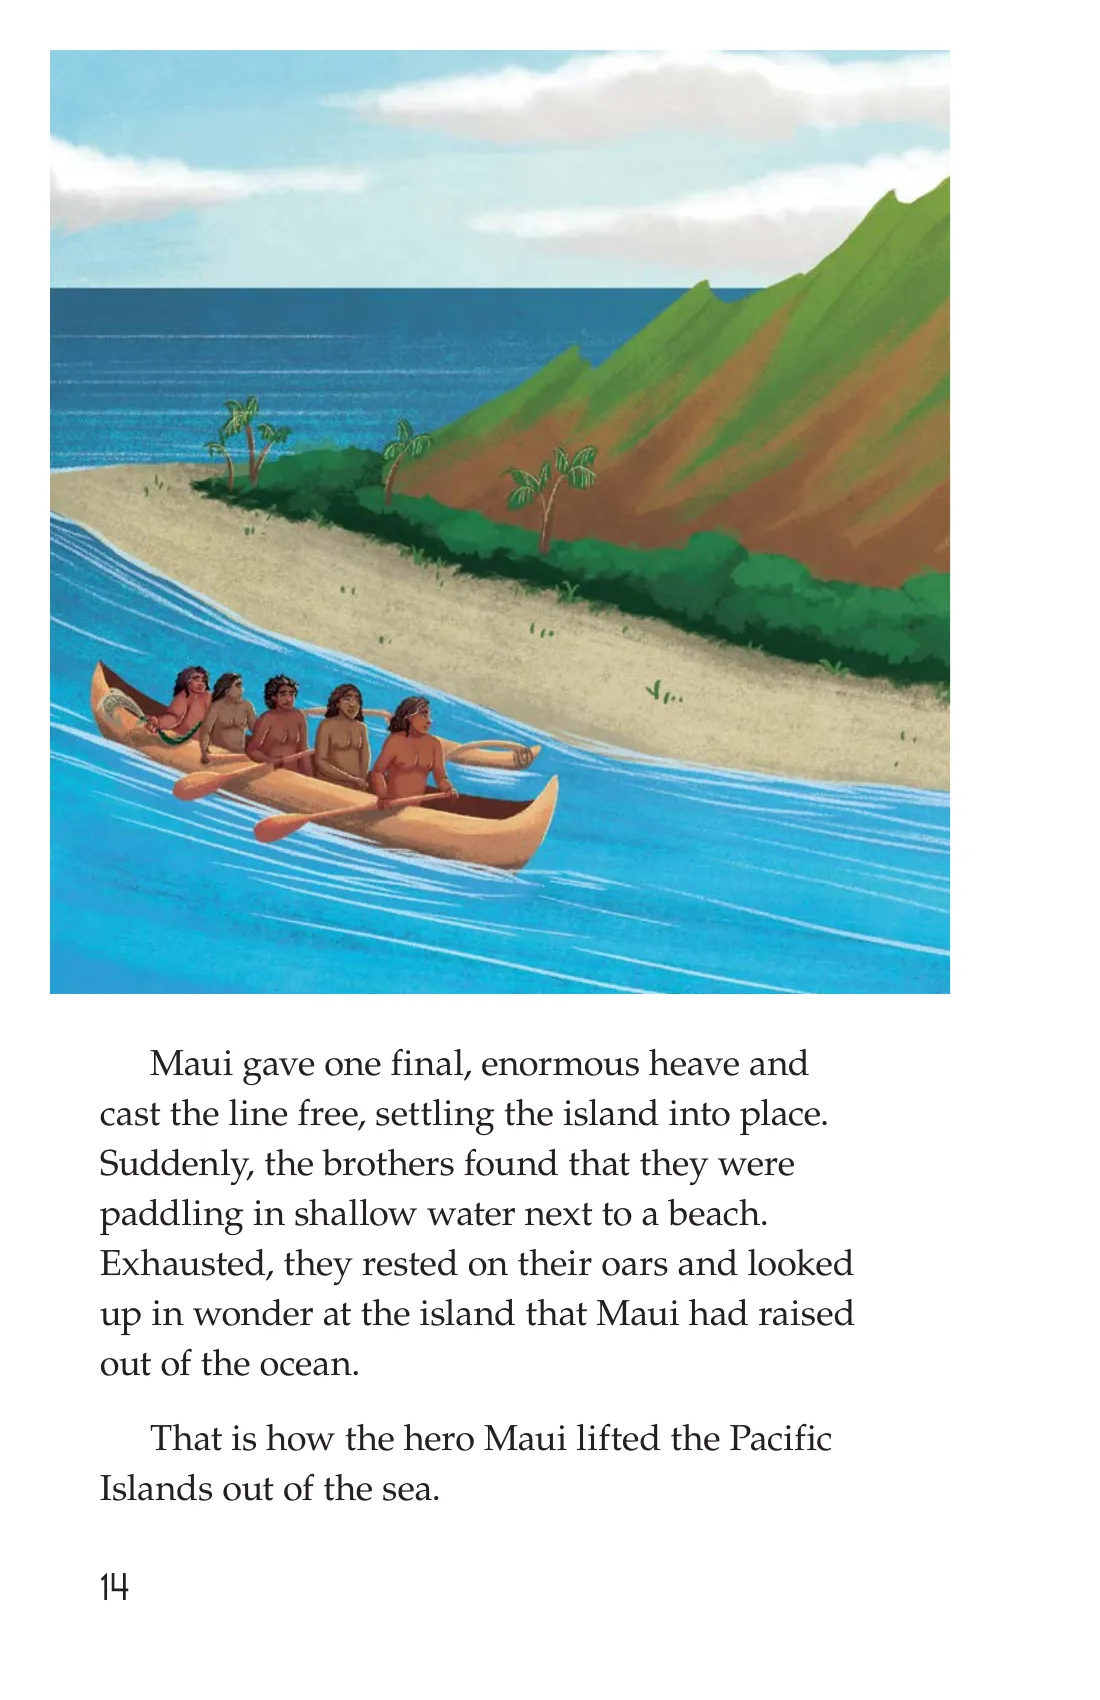 Maui gave one final, enormous heave and
cast the line free, settling the island into place.
Suddenly, the brothers found that they were
paddling in shallow water next to a beach.
Exhausted, they rested on their oars and looked
up in wonder at the island that Maui had raised
out of the ocean.
That is how the hero Maui lifted the Pacific
Islands out of the sea.
14